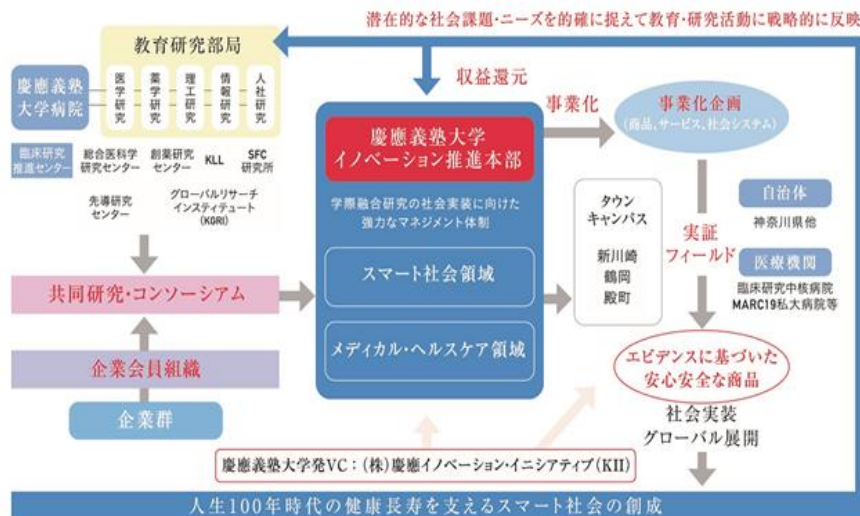 潜在的な社会課題・ニーズを的確に捉えて教育・研究活動に戦略的に反映
教育研究部局
慶應義塾
大学病院
医学研究
薬学研究
理工研究
情報研究
人社研究
臨床研究
推進センター
総合医科学
研究センター
創薬研究
センター
KLL
SFC
研究所
先導研究
センター
グローバルリサーチ
インスティテュート
(KGRI)
共同研究・コンソーシアム
企業会員組織
企業群
収益還元
慶應義塾大学
イノベーション推進本部
学際融合研究の社会実装に向けた
強力なマネジメント体制
スマート社会領域
メディカル・ヘルスケア領域
事業化
事業化企画
(商品、サービス、社会システム)
タウン
キャンパス
新川崎
鶴岡
殿町
実証
フィールド
自治体
神奈川県他
医療機関
臨床研究中核病院
MARC19私大病院等
エビデンスに基づいた
安心安全な商品
社会実装
グローバル展開
慶應義塾大学発VC：(株)慶應イノベーション・イニシアティブ(KII)
人生100年時代の健康長寿を支えるスマート社会の創成